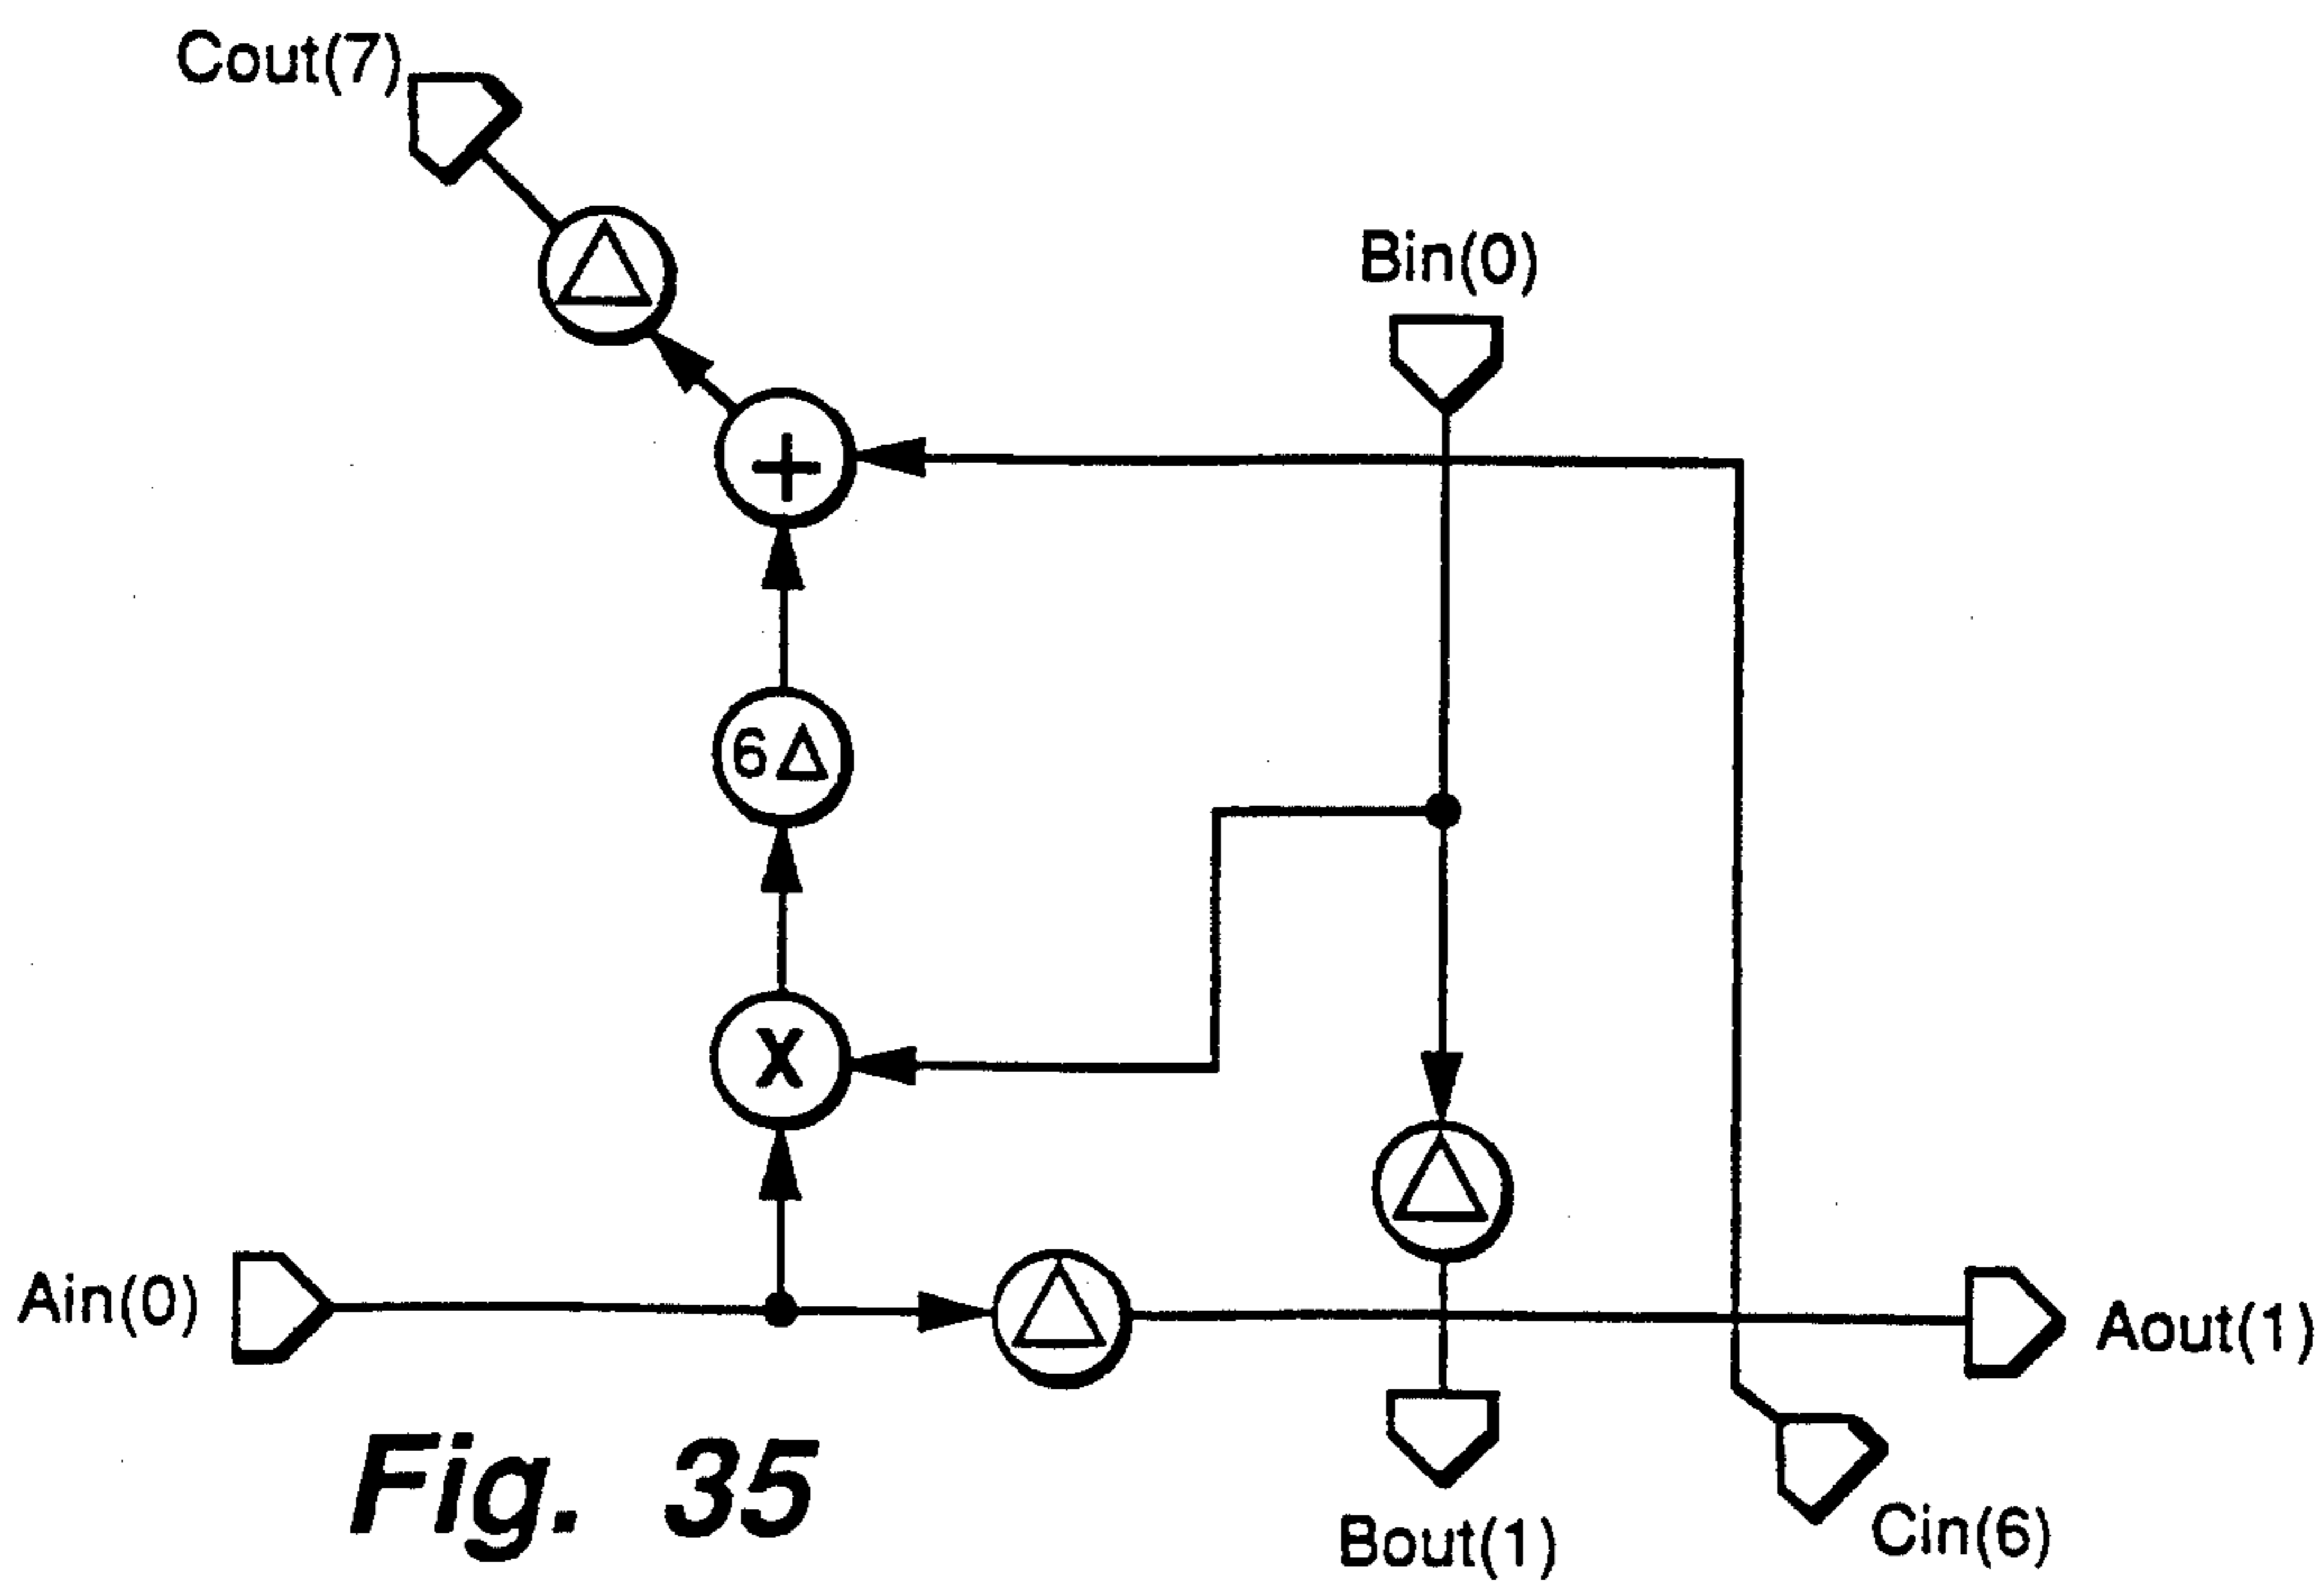 Cout(7)
Bin(0)
+
6Δ
X
Ain(0)
Aout(1)
Fig. 35
Bout(1)
Cin(6)